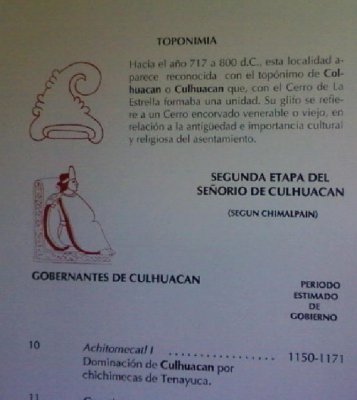 TOPONIMIA
Hacia el año 717 a 800 d.C., esta localidad a-
parece reconocida con el topónimo de Col-
huacan o Culhuacan que, con el Cerro de La
Estrella formaba una unidad. Su glifo se refie-
re a un Cerro encorvado venerable o viejo, en
relación a la antigüedad e importancia cultural
y religiosa del asentamiento.
SEGUNDA ETAPA DEL
SEÑORIO DE CULHUACAN
(SEGUN CHIMALPAIN)
GOBERNANTES DE CULHUACAN
PERIODO
ESTIMADO
DE
GOBIERNO
10 Achitomecatl I .................. 1150-1171
Dominación de Culhuacan por
chichimecas de Tenayuca.
11